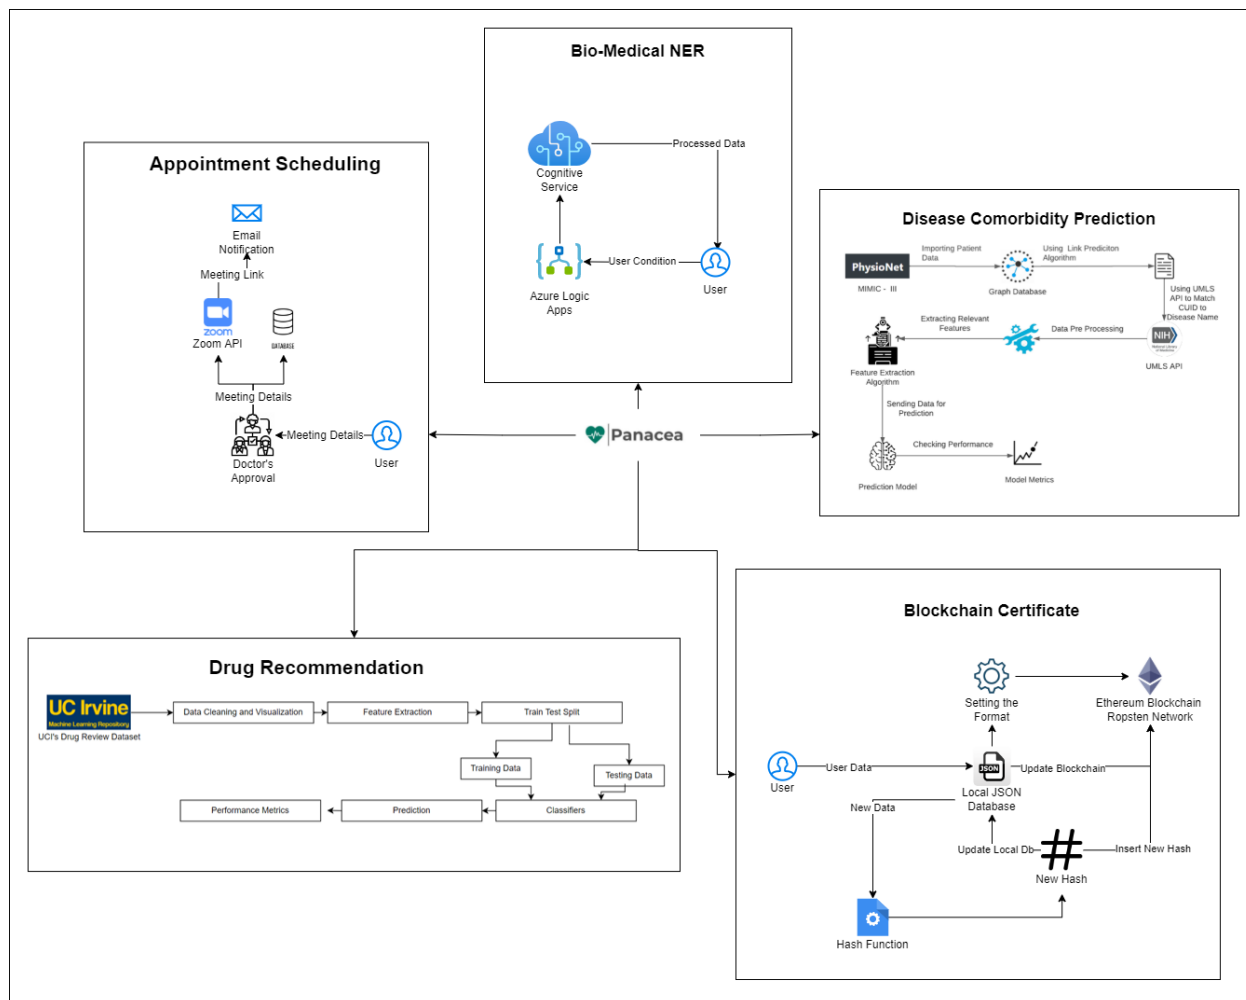 Bio-Medical NER
Cognitive
Service
Processed Data
User Condition
Azure Logic
Apps
User
Appointment Scheduling
Email
Notification
Meeting Link
zoom
Zoom API
DATABASE
Meeting Details
Meeting Details
Doctor's
Approval
User
Disease Comorbidity Prediction
PhysioNet
MIMIC - III
Importing Patient
Data
Graph Database
Using Link Prediciton
Algorithm
Using UMLS
API to Match
CUID to
Disease Name
NIH
UMLS API
Data Pre Processing
Extracting Relevant
Features
Feature Extraction
Algorithm
Sending Data for
Prediction
Prediction Model
Checking Performance
Model Metrics
Panacea
Drug Recommendation
UC Irvine
Machine Learning Repository
UCI's Drug Review Dataset
Data Cleaning and Visualization
Feature Extraction
Train Test Split
Training Data
Testing Data
Performance Metrics
Prediction
Classifiers
Blockchain Certificate
Setting the
Format
Ethereum Blockchain
Ropsten Network
User
User Data
JSON
Local JSON
Database
Update Blockchain
New Data
Update Local Db
#
New Hash
Insert New Hash
Hash Function